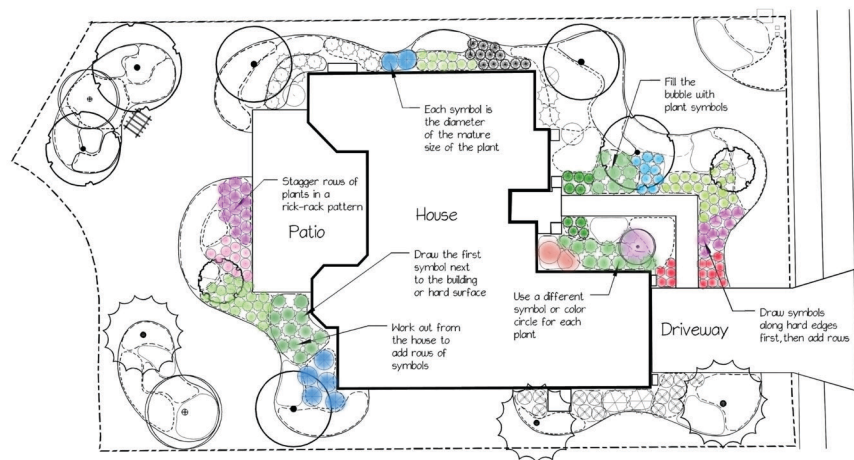 Each symbol is
the diameter
of the mature
size of the plant
Fill the
bubble with
plant symbols
Stagger rows of
plants in a
rick-rack pattern
Patio
House
Draw the first
symbol next
to the building
or hard surface
Work out from
the house to
add rows of
symbols
Use a different
symbol or color
circle for each
plant
Driveway
Draw symbols
along hard edges
first, then add rows